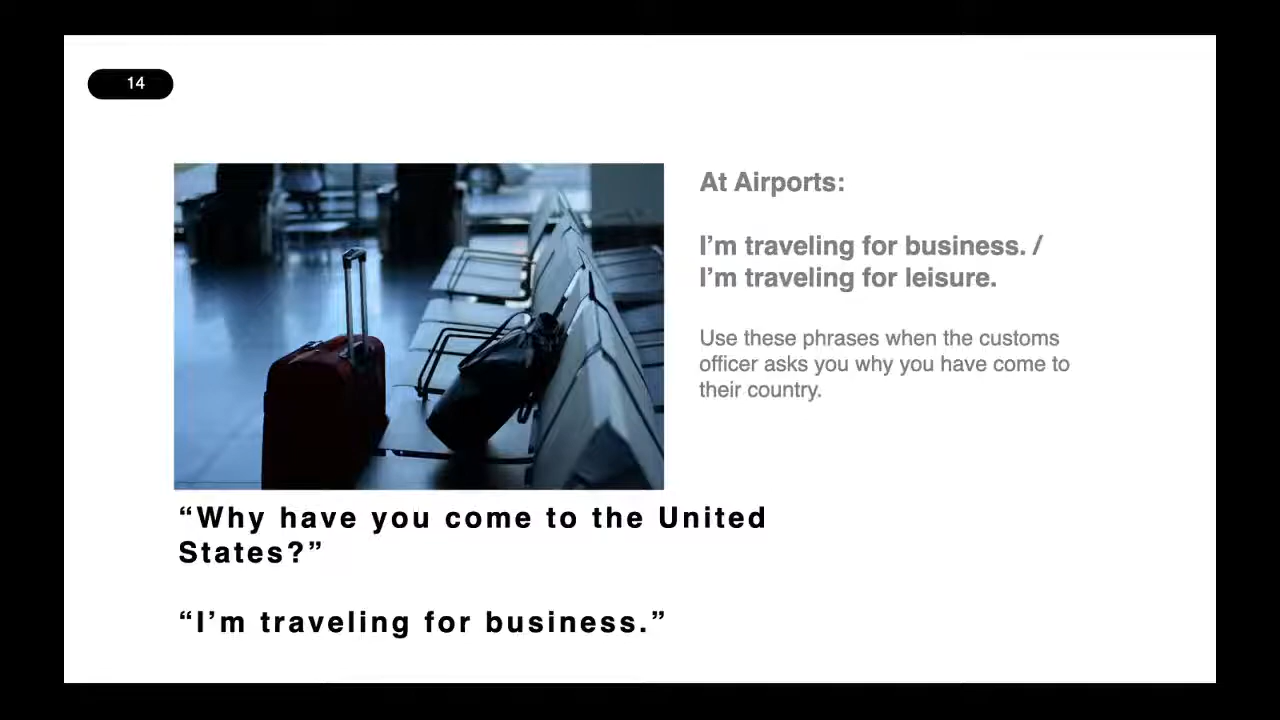 14
At Airports:
I’m traveling for business. /
I’m traveling for leisure.
Use these phrases when the customs
officer asks you why you have come to
their country.
“Why have you come to the United
States?”
“I’m traveling for business.”